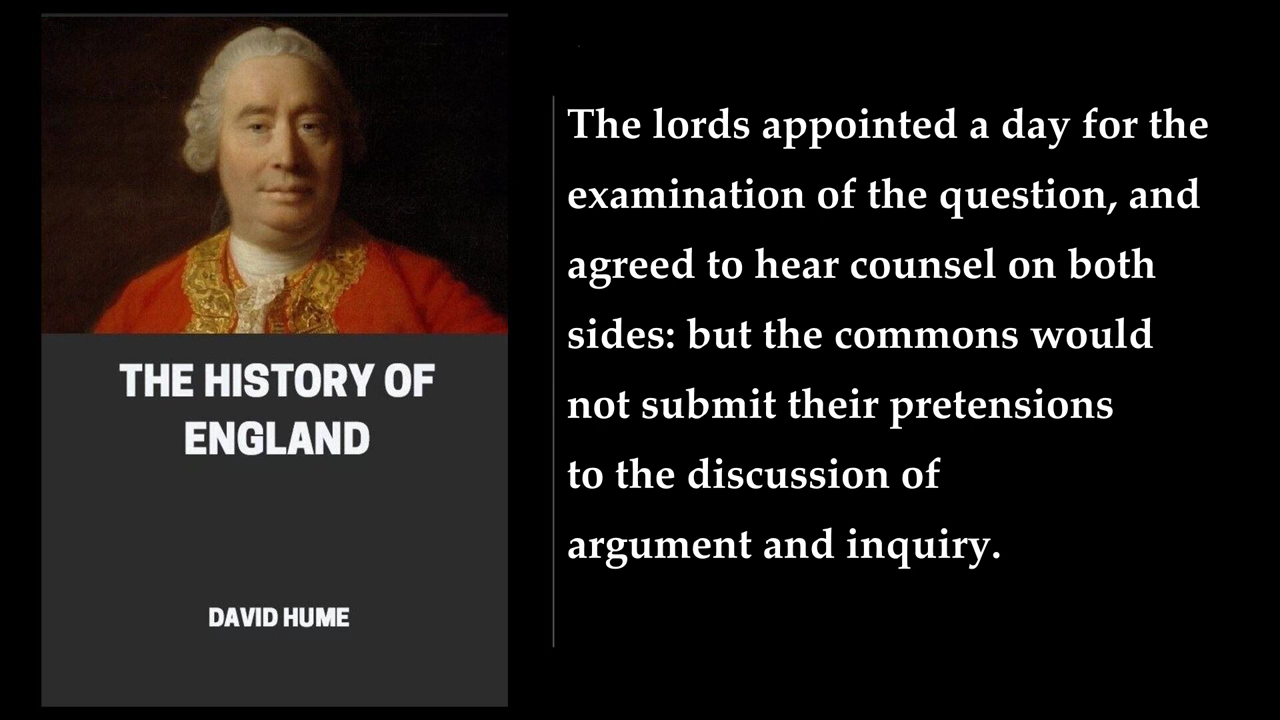 THE HISTORY OF
ENGLAND
DAVID HUME
The lords appointed a day for the
examination of the question, and
agreed to hear counsel on both
sides: but the commons would
not submit their pretensions
to the discussion of
argument and inquiry.